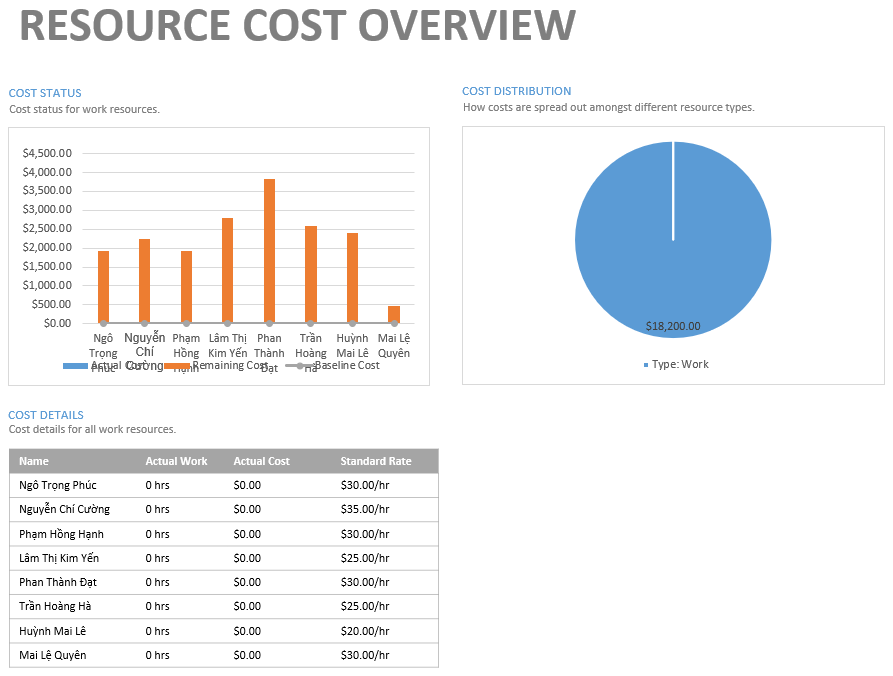 RESOURCE COST OVERVIEW
COST STATUS
Cost status for work resources.
$4,500.00
$4,000.00
$3,500.00
$3,000.00
$2,500.00
$2,000.00
$1,500.00
$1,000.00
$500.00
$0.00
Ngô Trọng Phúc
Nguyễn Chí Cường
Phạm Hồng Hạnh
Lâm Thị Kim Yến
Phan Thành Đạt
Trần Hoàng Hà
Huỳnh Mai Lê
Mai Lệ Quyên
Actual Cost
Remaining Cost
Baseline Cost
COST DISTRIBUTION
How costs are spread out amongst different resource types.
$18,200.00
Type: Work
COST DETAILS
Cost details for all work resources.
Name Actual Work Actual Cost Standard Rate
Ngô Trọng Phúc 0 hrs $0.00 $30.00/hr
Nguyễn Chí Cường 0 hrs $0.00 $35.00/hr
Phạm Hồng Hạnh 0 hrs $0.00 $30.00/hr
Lâm Thị Kim Yến 0 hrs $0.00 $25.00/hr
Phan Thành Đạt 0 hrs $0.00 $30.00/hr
Trần Hoàng Hà 0 hrs $0.00 $25.00/hr
Huỳnh Mai Lê 0 hrs $0.00 $20.00/hr
Mai Lệ Quyên 0 hrs $0.00 $30.00/hr